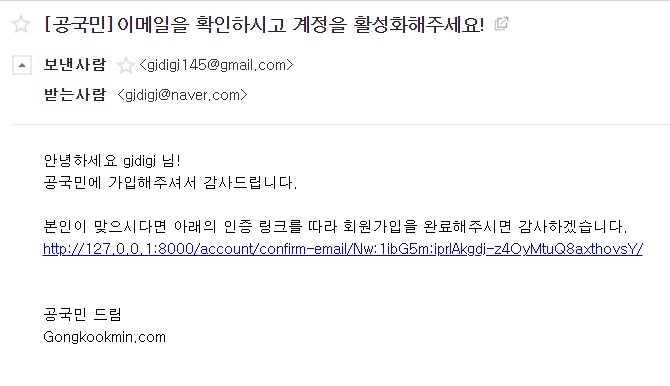 [공국민]이메일을 확인하시고 계정을 활성화해주세요!
보낸사람 <gjdigj145@gmail.com>
받는사람 <gjdigj@naver.com>
안녕하세요 gjdigj 님!
공국민에 가입해주셔서 감사드립니다.
본인이 맞으시다면 아래의 인증 링크를 따라 회원가입을 완료해주시면 감사하겠습니다.
http://127.0.0.1:8000/account/confirm-email/Nw:1ibG5m:iprlAkgdj-z4OyMtuQ8axthovsY/
공국민 드림
Gongkookmin.com